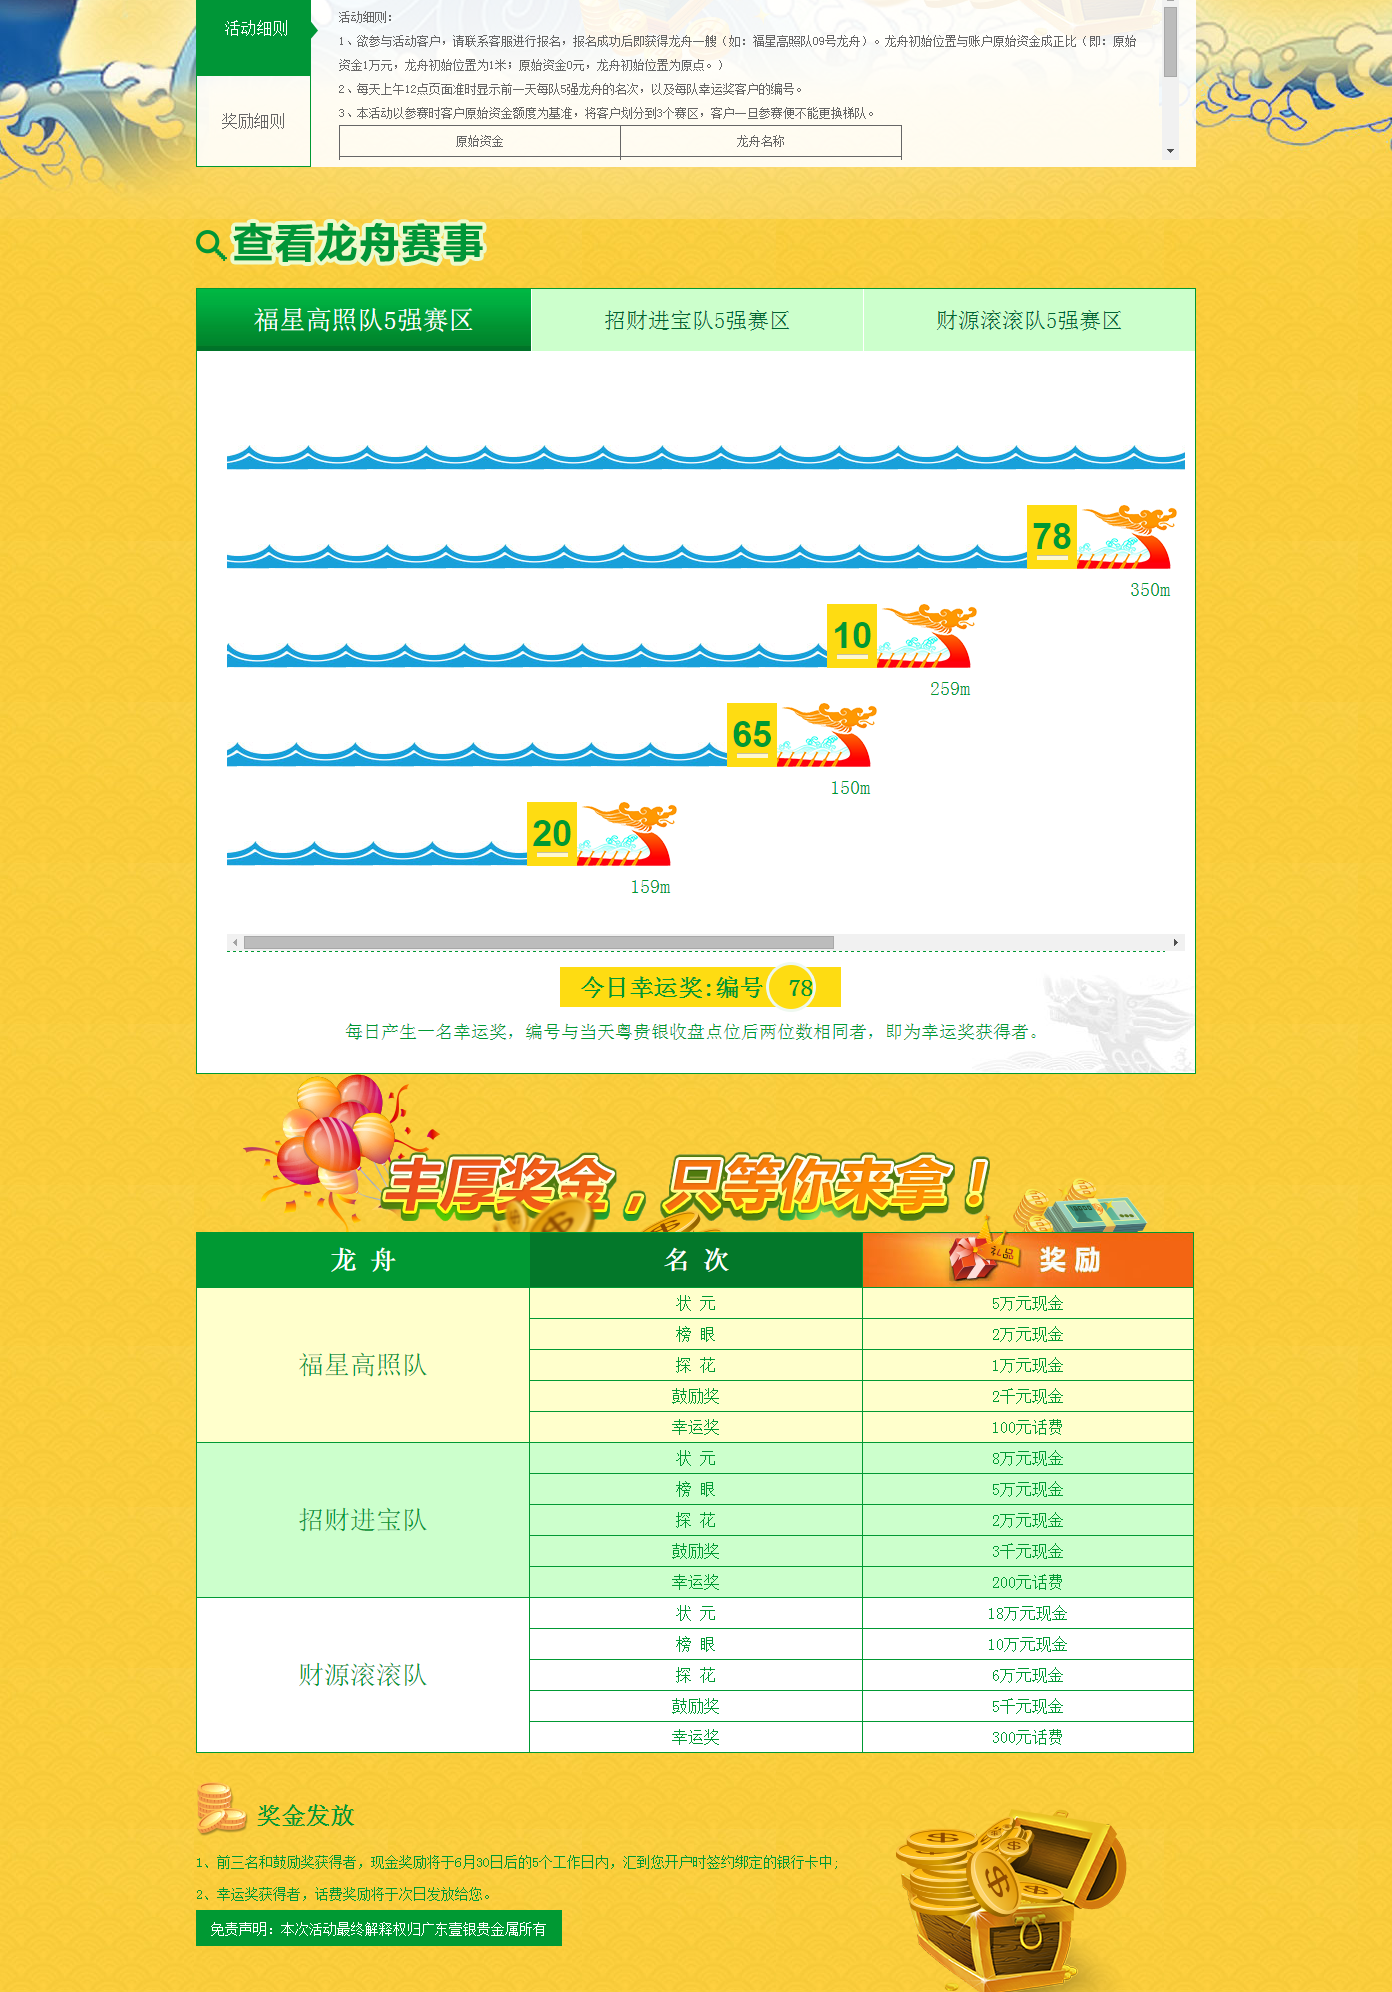 活动细则
奖励细则
活动细则：
1、欲参与活动客户，请联系客服进行报名，报名成功后即获得龙舟一艘（如：福星高照队09号龙舟）。龙舟初始位置与账户原始资金成正比（即：原始
资金1万元，龙舟初始位置为1米；原始资金0元，龙舟初始位置为原点。）
2、每天上午12点页面准时显示前一天每队5强龙舟的名次，以及每队幸运奖客户的编号。
3、本活动以参赛时客户原始资金额度为基准，将客户划分到3个赛区，客户一旦参赛便不能更换梯队。
原始资金 龙舟名称
查看龙舟赛事
福星高照队5强赛区 招财进宝队5强赛区 财源滚滚队5强赛区
78
350m
10
259m
65
150m
20
159m
今日幸运奖:编号 78
每日产生一名幸运奖，编号与当天粤贵银收盘点位后两位数相同者，即为幸运奖获得者。
丰厚奖金，只等你来拿！
龙 舟 名 次 礼品 奖励
福星高照队
状 元 5万元现金
榜 眼 2万元现金
探 花 1万元现金
鼓励奖 2千元现金
幸运奖 100元话费
招财进宝队
状 元 8万元现金
榜 眼 5万元现金
探 花 2万元现金
鼓励奖 3千元现金
幸运奖 200元话费
财源滚滚队
状 元 18万元现金
榜 眼 10万元现金
探 花 6万元现金
鼓励奖 5千元现金
幸运奖 300元话费
奖金发放
1、前三名和鼓励奖获得者，现金奖励将于6月30日后的5个工作日内，汇到您开户时签约绑定的银行卡中；
2、幸运奖获得者，话费奖励将于次日发放给您。
免责声明：本次活动最终解释权归广东壹银贵金属所有